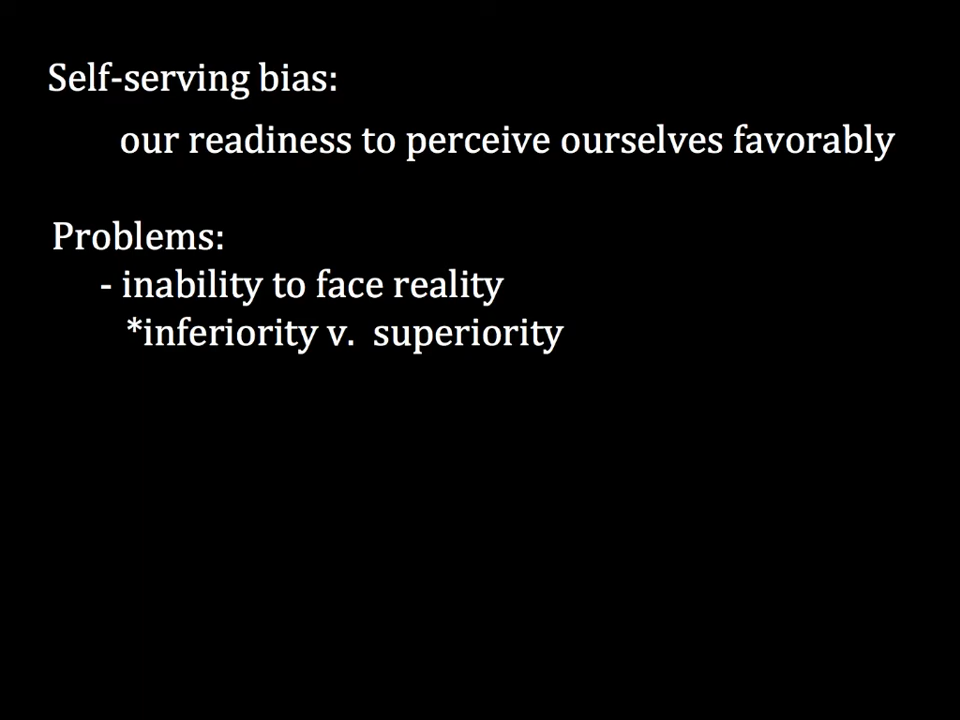 Self-serving bias:
our readiness to perceive ourselves favorably
Problems:
- inability to face reality
*inferiority v.  superiority